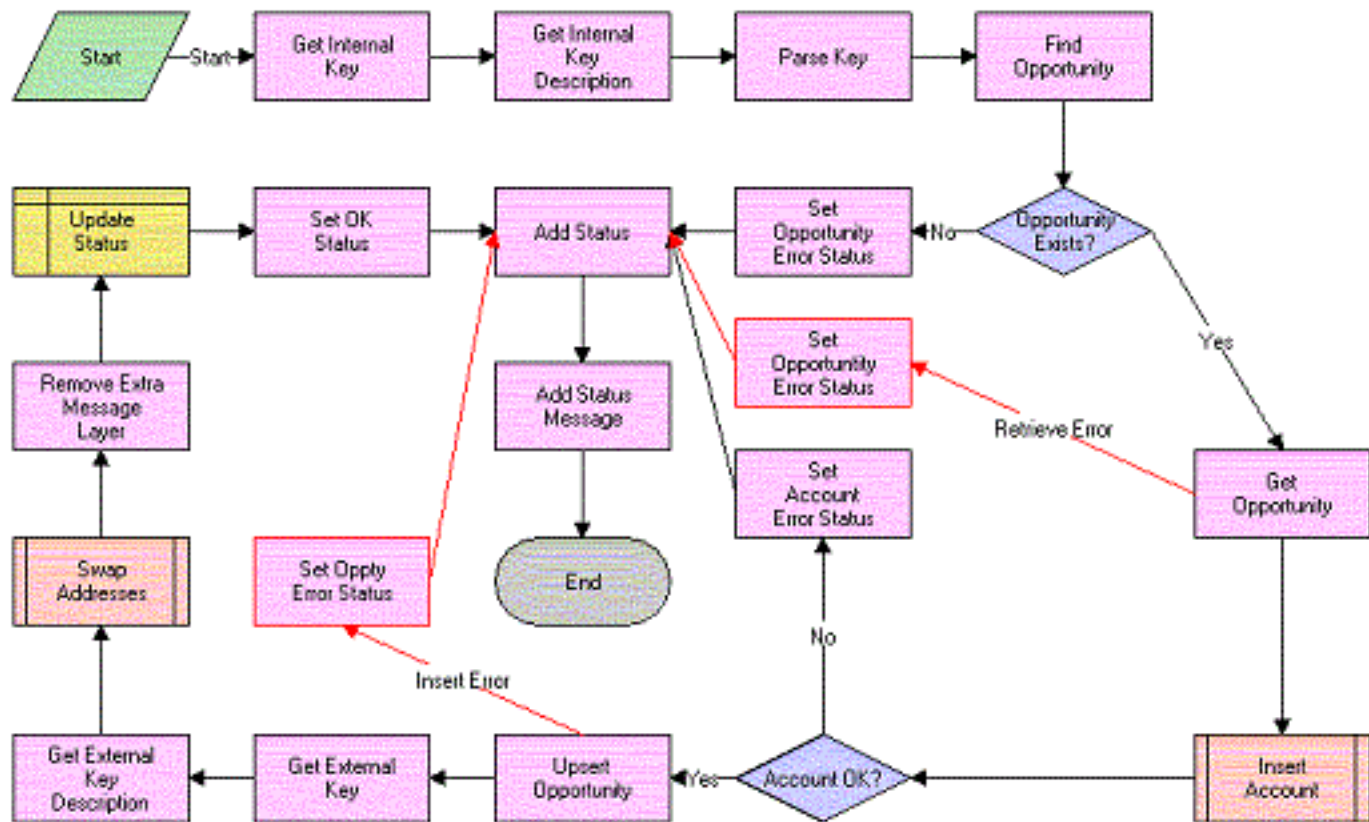 Start
Start
Get Internal
Key
Get Internal
Key
Description
Parse Key
Find
Opportunity
Update
Status
Set OK
Status
Add Status
Set
Opportunity
Error Status
No
Opportunity
Exists?
Yes
Remove Extra
Message
Layer
Add Status
Message
Set
Opportuntity
Error Status
Retrieve Error
Set
Account
Error Status
Get
Opportunity
Swap
Addresses
Set Oppty
Error Status
End
No
Insert Error
Get External
Key
Description
Get External
Key
Upsert
Opportunity
Yes
Account OK?
Insert
Account